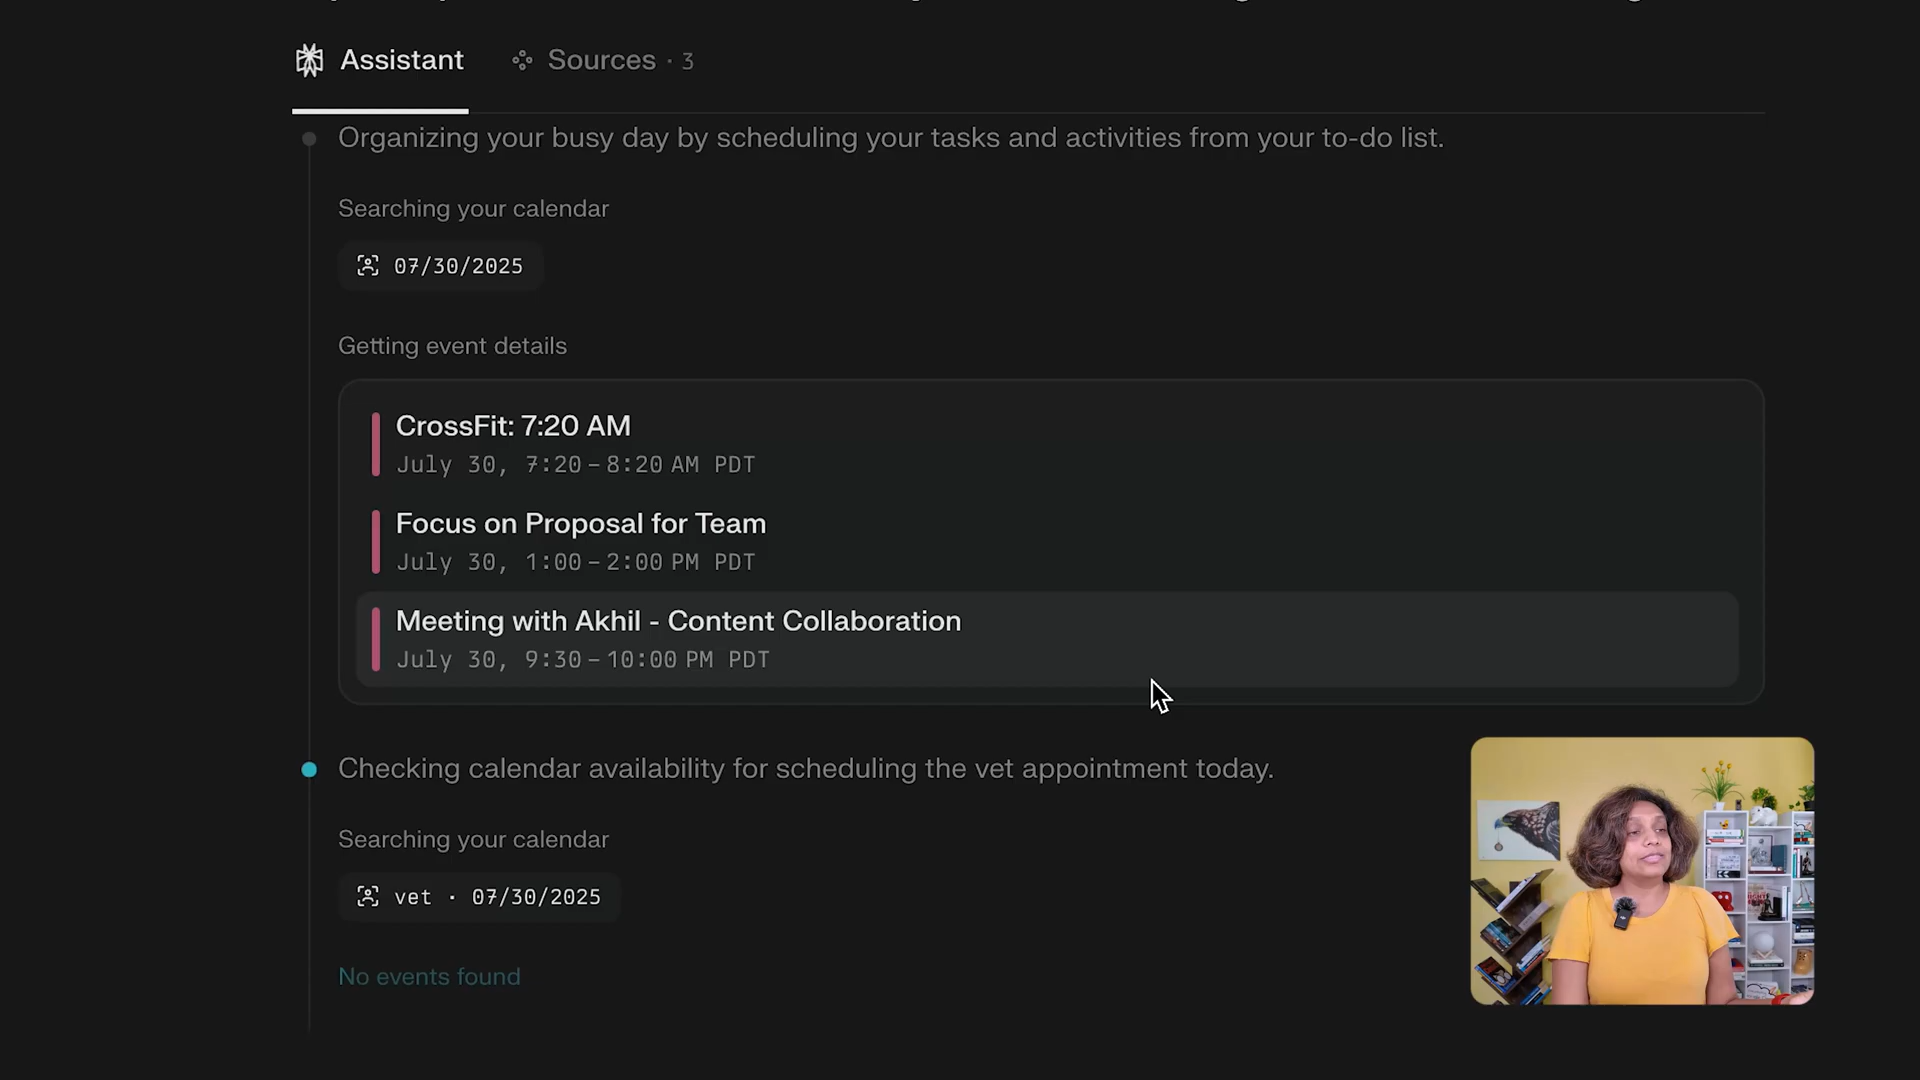 Assistant
Sources · 3
Organizing your busy day by scheduling your tasks and activities from your to-do list.
Searching your calendar
07/30/2025
Getting event details
CrossFit: 7:20 AM
July 30, 7:20 – 8:20 AM PDT
Focus on Proposal for Team
July 30, 1:00 – 2:00 PM PDT
Meeting with Akhil - Content Collaboration
July 30, 9:30 – 10:00 PM PDT
Checking calendar availability for scheduling the vet appointment today.
Searching your calendar
vet · 07/30/2025
No events found